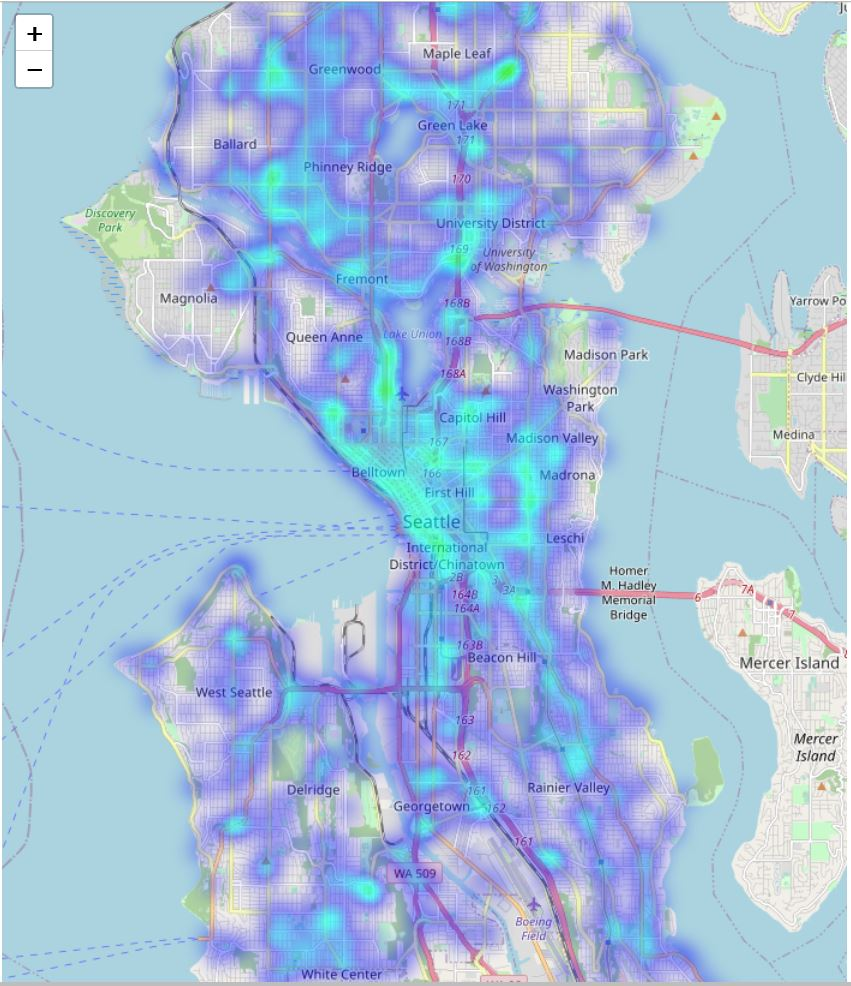 +
−
Maple Leaf
Greenwood
171
Green Lake
171
Ballard
Phinney Ridge
170
Discovery
Park
University District
169
University
of Washington
Fremont
Magnolia
168B
Yarrow Po
Queen Anne
Lake Union
168B
Madison Park
168A
Clyde Hil
Washington
Park
Capitol Hill
Medina
167
Madison Valley
Belltown
166
Madrona
First Hill
Seattle
Leschi
International
District/Chinatown
2B
3
3A
Homer
M. Hadley
Memorial
Bridge
164B
164A
6
7A
7
163B
Beacon Hill
Mercer Island
West Seattle
163
Mercer
Island
162
Delridge
161
Rainier Valley
Georgetown
162
161
WA 509
Boeing
Field
White Center